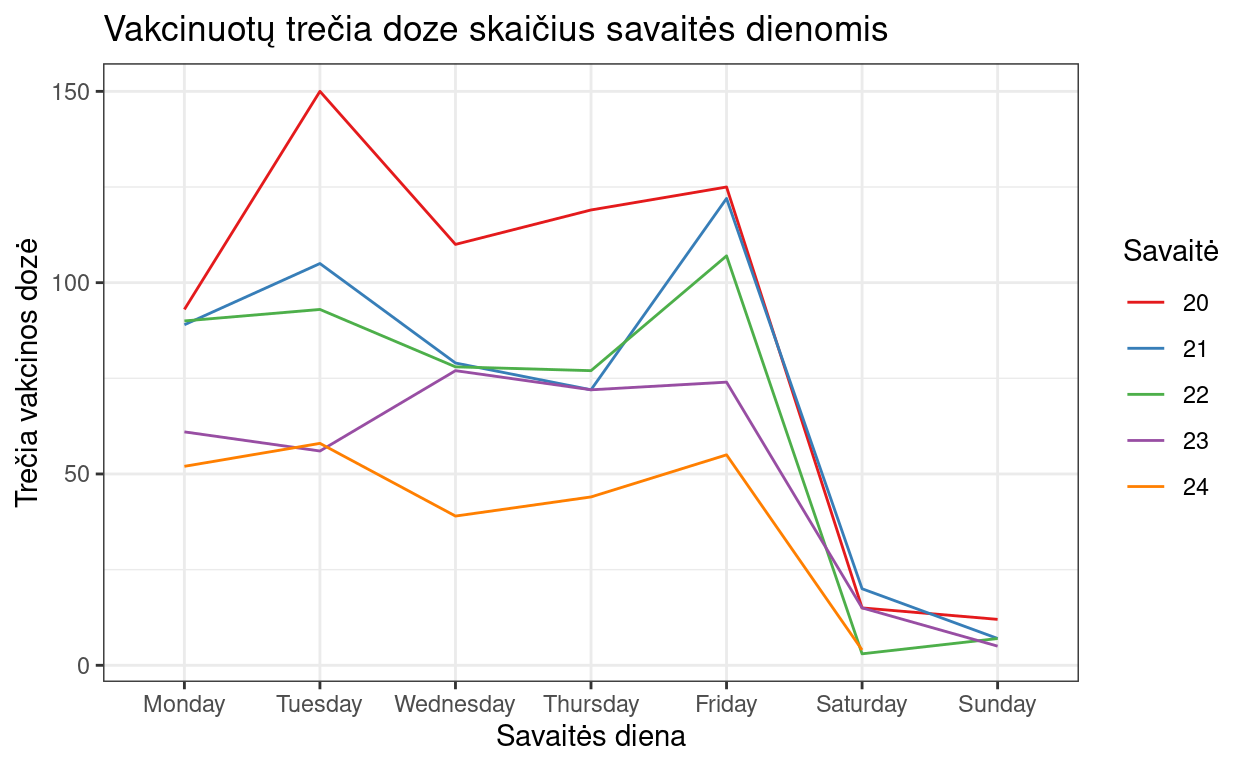 Vakcinuotų trečia doze skaičius savaitės dienomis
Trečia vakcinos dozė
150
100
50
0
Monday Tuesday Wednesday Thursday Friday Saturday Sunday
Savaitės diena
Savaitė
20
21
22
23
24